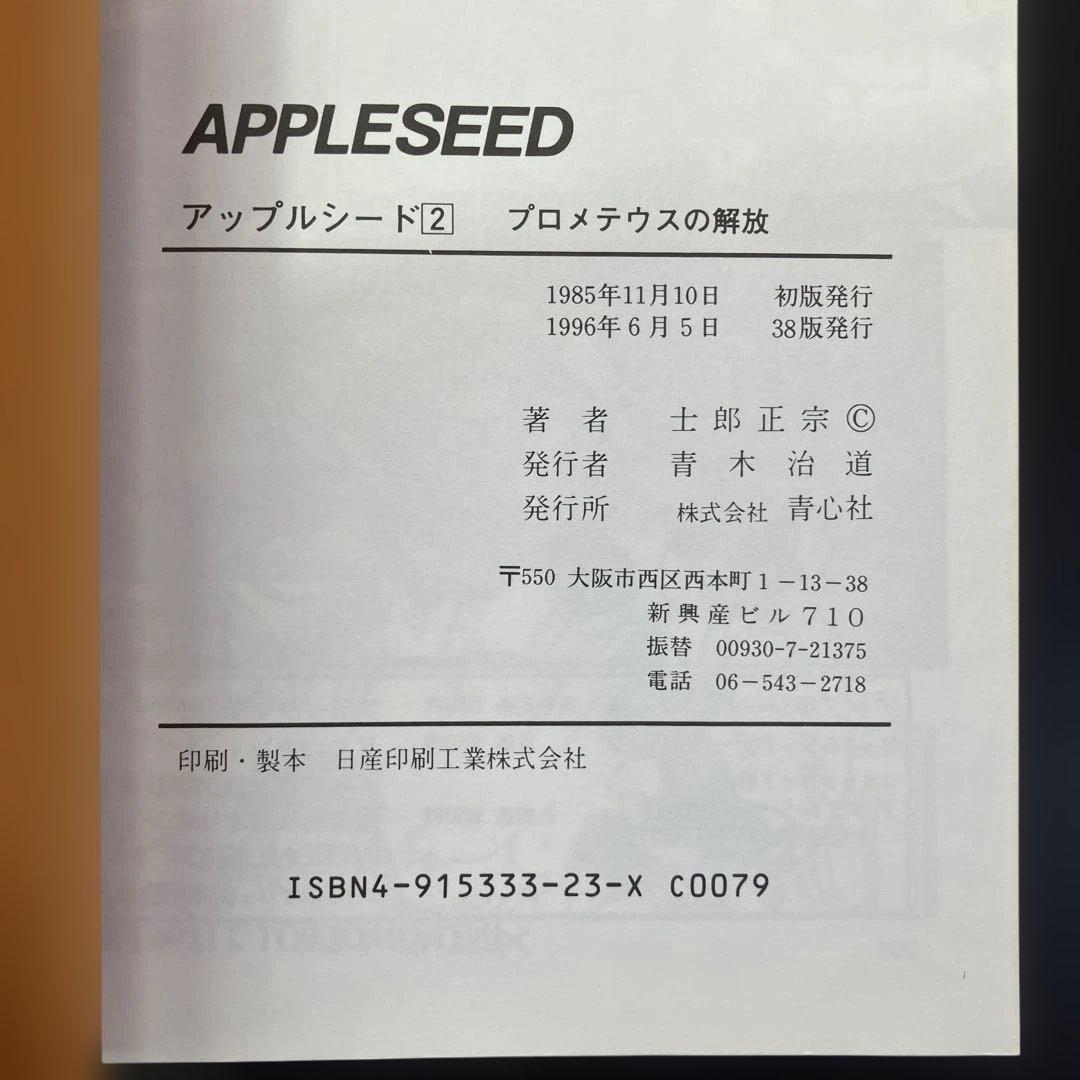 APPLESEED
アップルシード2 プロメテウスの解放
1985年11月10日 初版発行
1996年6月5日 38版発行
著者 士郎正宗©
発行者 青木治道
発行所 株式会社 青心社
〒550 大阪市西区西本町1-13-38
新興産ビル710
振替 00930-7-21375
電話 06-543-2718
印刷・製本 日産印刷工業株式会社
ISBN4-915333-23-X C0079